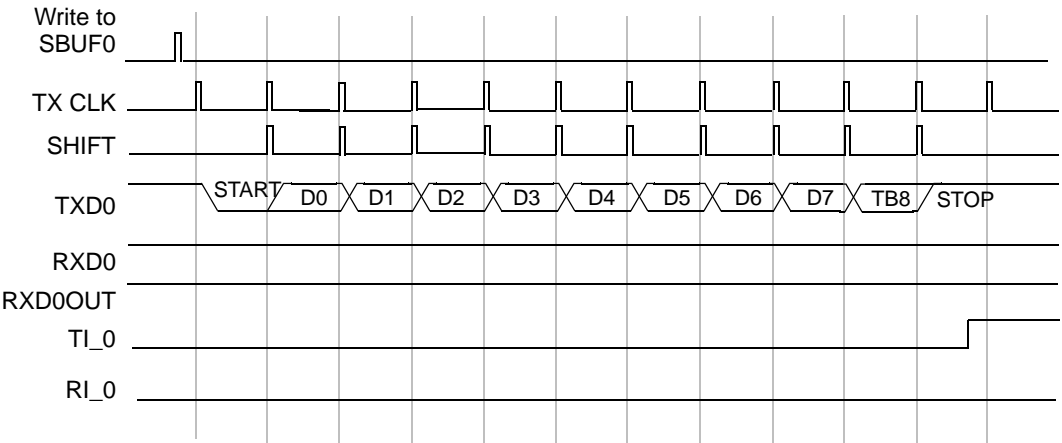 Write to
SBUF0
TX CLK
SHIFT
TXD0 START D0 D1 D2 D3 D4 D5 D6 D7 TB8 STOP
RXD0
RXD0OUT
TI_0
RI_0